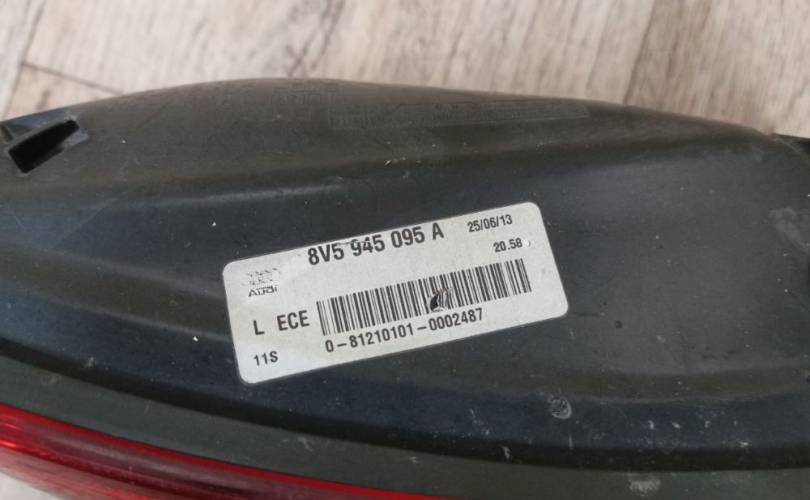 8V5 945 095 A 25/06/13
20.58
Audi
L ECE
11S 0-81210101-0002487